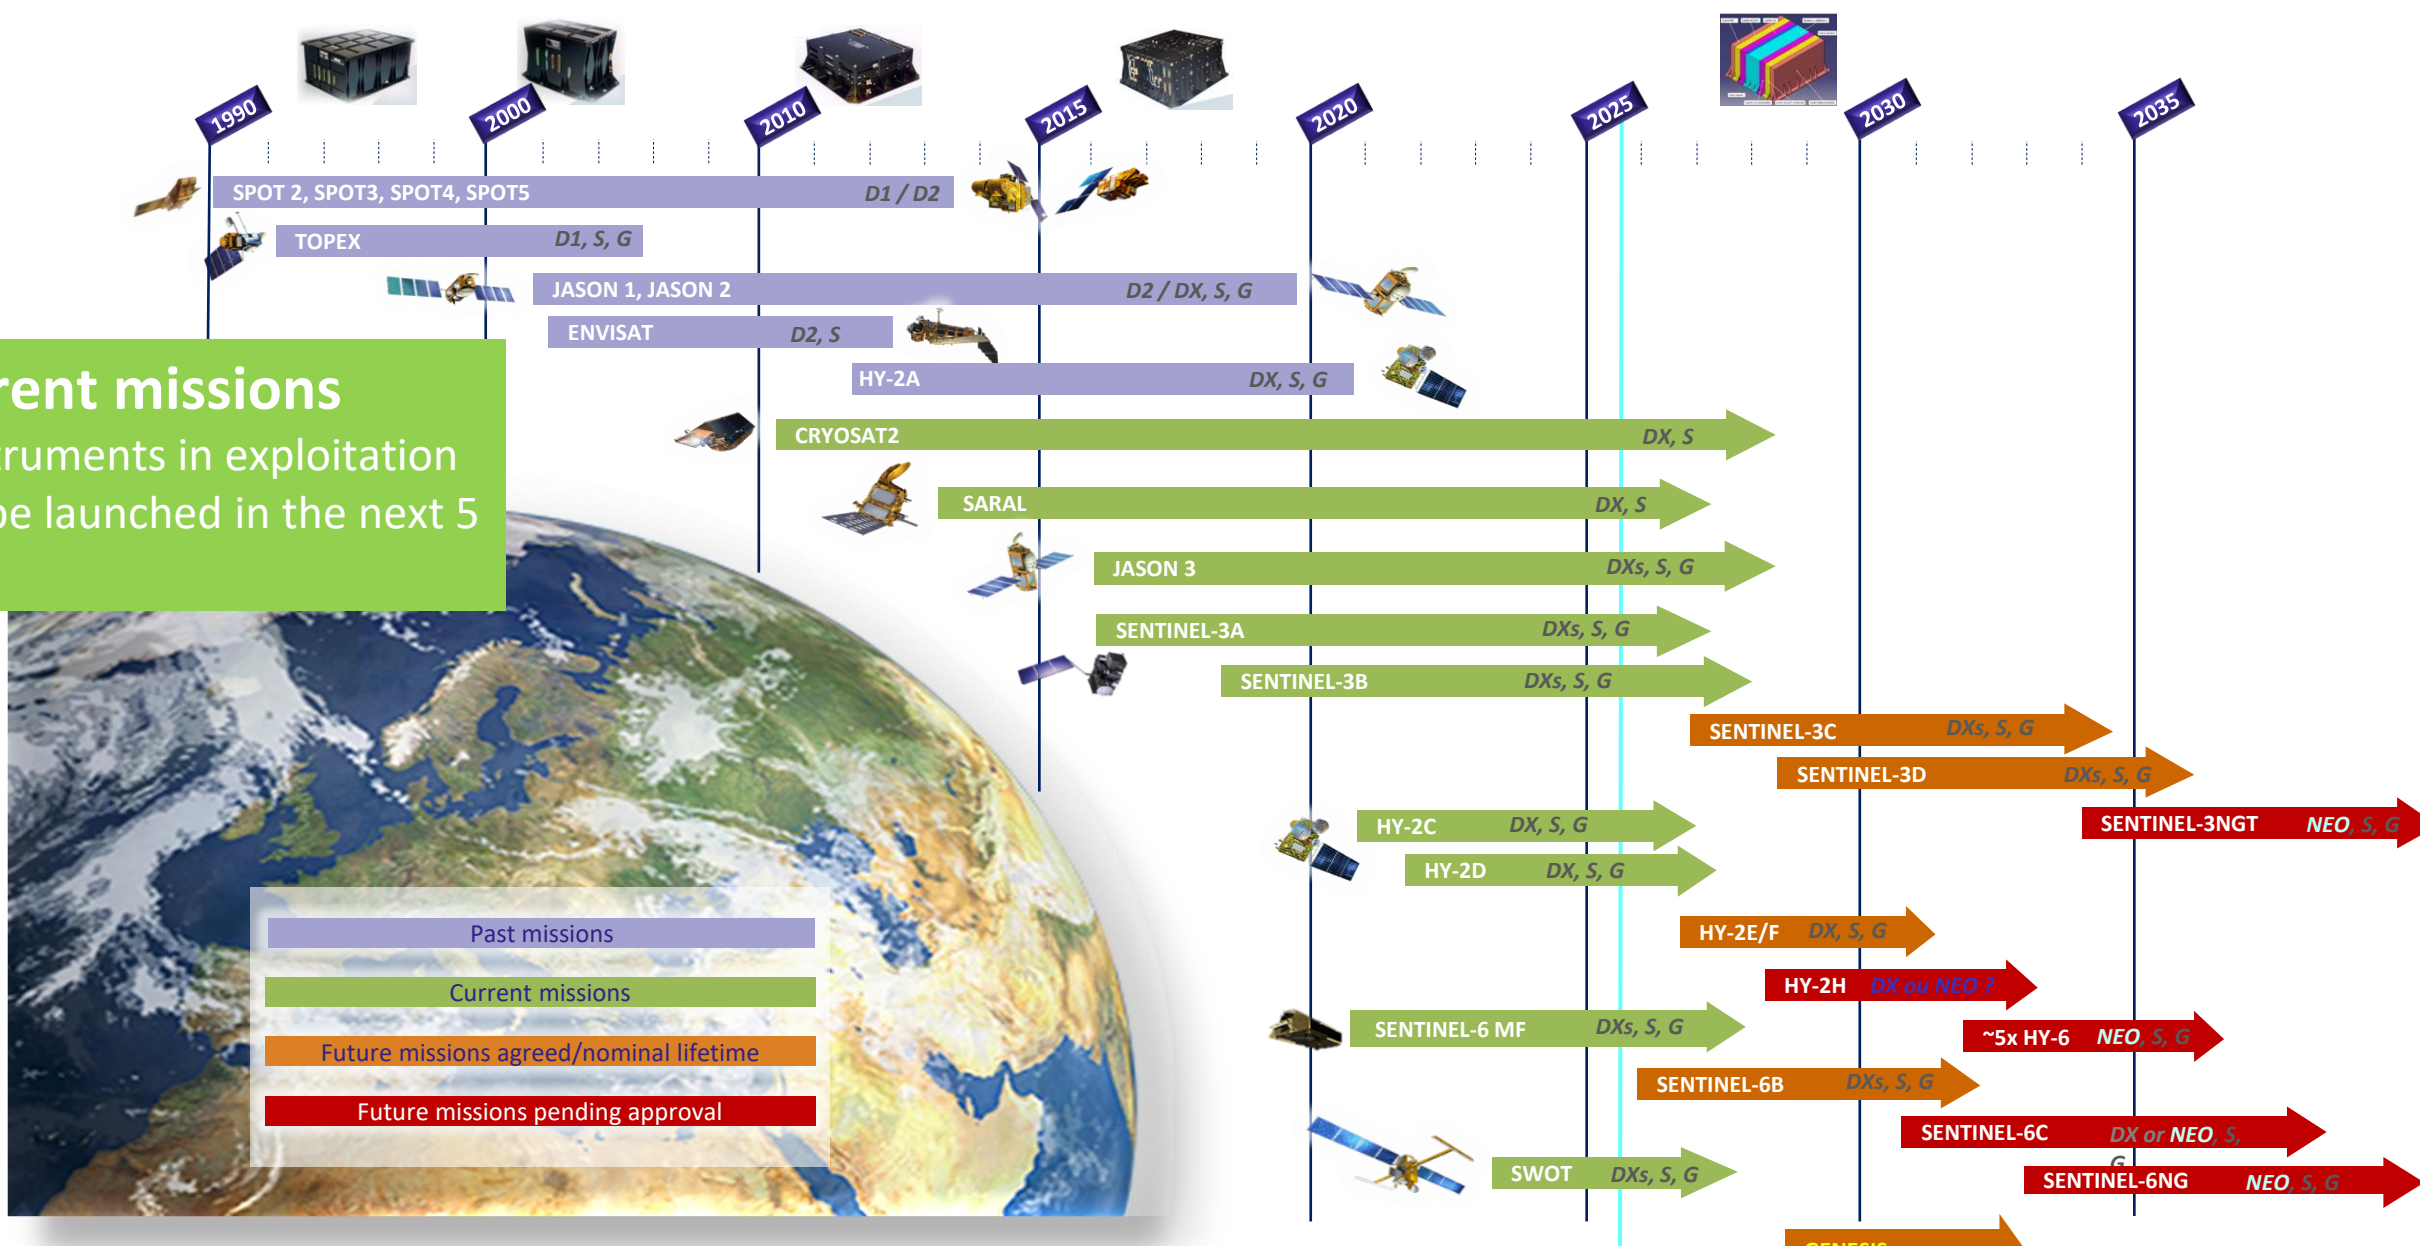 1990
2000
2010
2015
2020
2025
2030
2035
SPOT 2, SPOT3, SPOT4, SPOT5 D1 / D2
TOPEX D1, S, G
JASON 1, JASON 2 D2 / DX, S, G
ENVISAT D2, S
HY-2A DX, S, G
rent missions
truments in exploitation
be launched in the next 5
CRYOSAT2 DX, S
SARAL DX, S
JASON 3 DXs, S, G
SENTINEL-3A DXs, S, G
SENTINEL-3B DXs, S, G
SENTINEL-3C DXs, S, G
SENTINEL-3D DXs, S, G
SENTINEL-3NGT NEO, S, G
HY-2C DX, S, G
HY-2D DX, S, G
HY-2E/F DX, S, G
HY-2H DX ou NEO ?
SENTINEL-6 MF DXs, S, G
~5x HY-6 NEO, S, G
SENTINEL-6B DXs, S, G
SENTINEL-6C DX or NEO, S,
G
SWOT DXs, S, G
SENTINEL-6NG NEO, S, G
GENESIS
Past missions
Current missions
Future missions agreed/nominal lifetime
Future missions pending approval